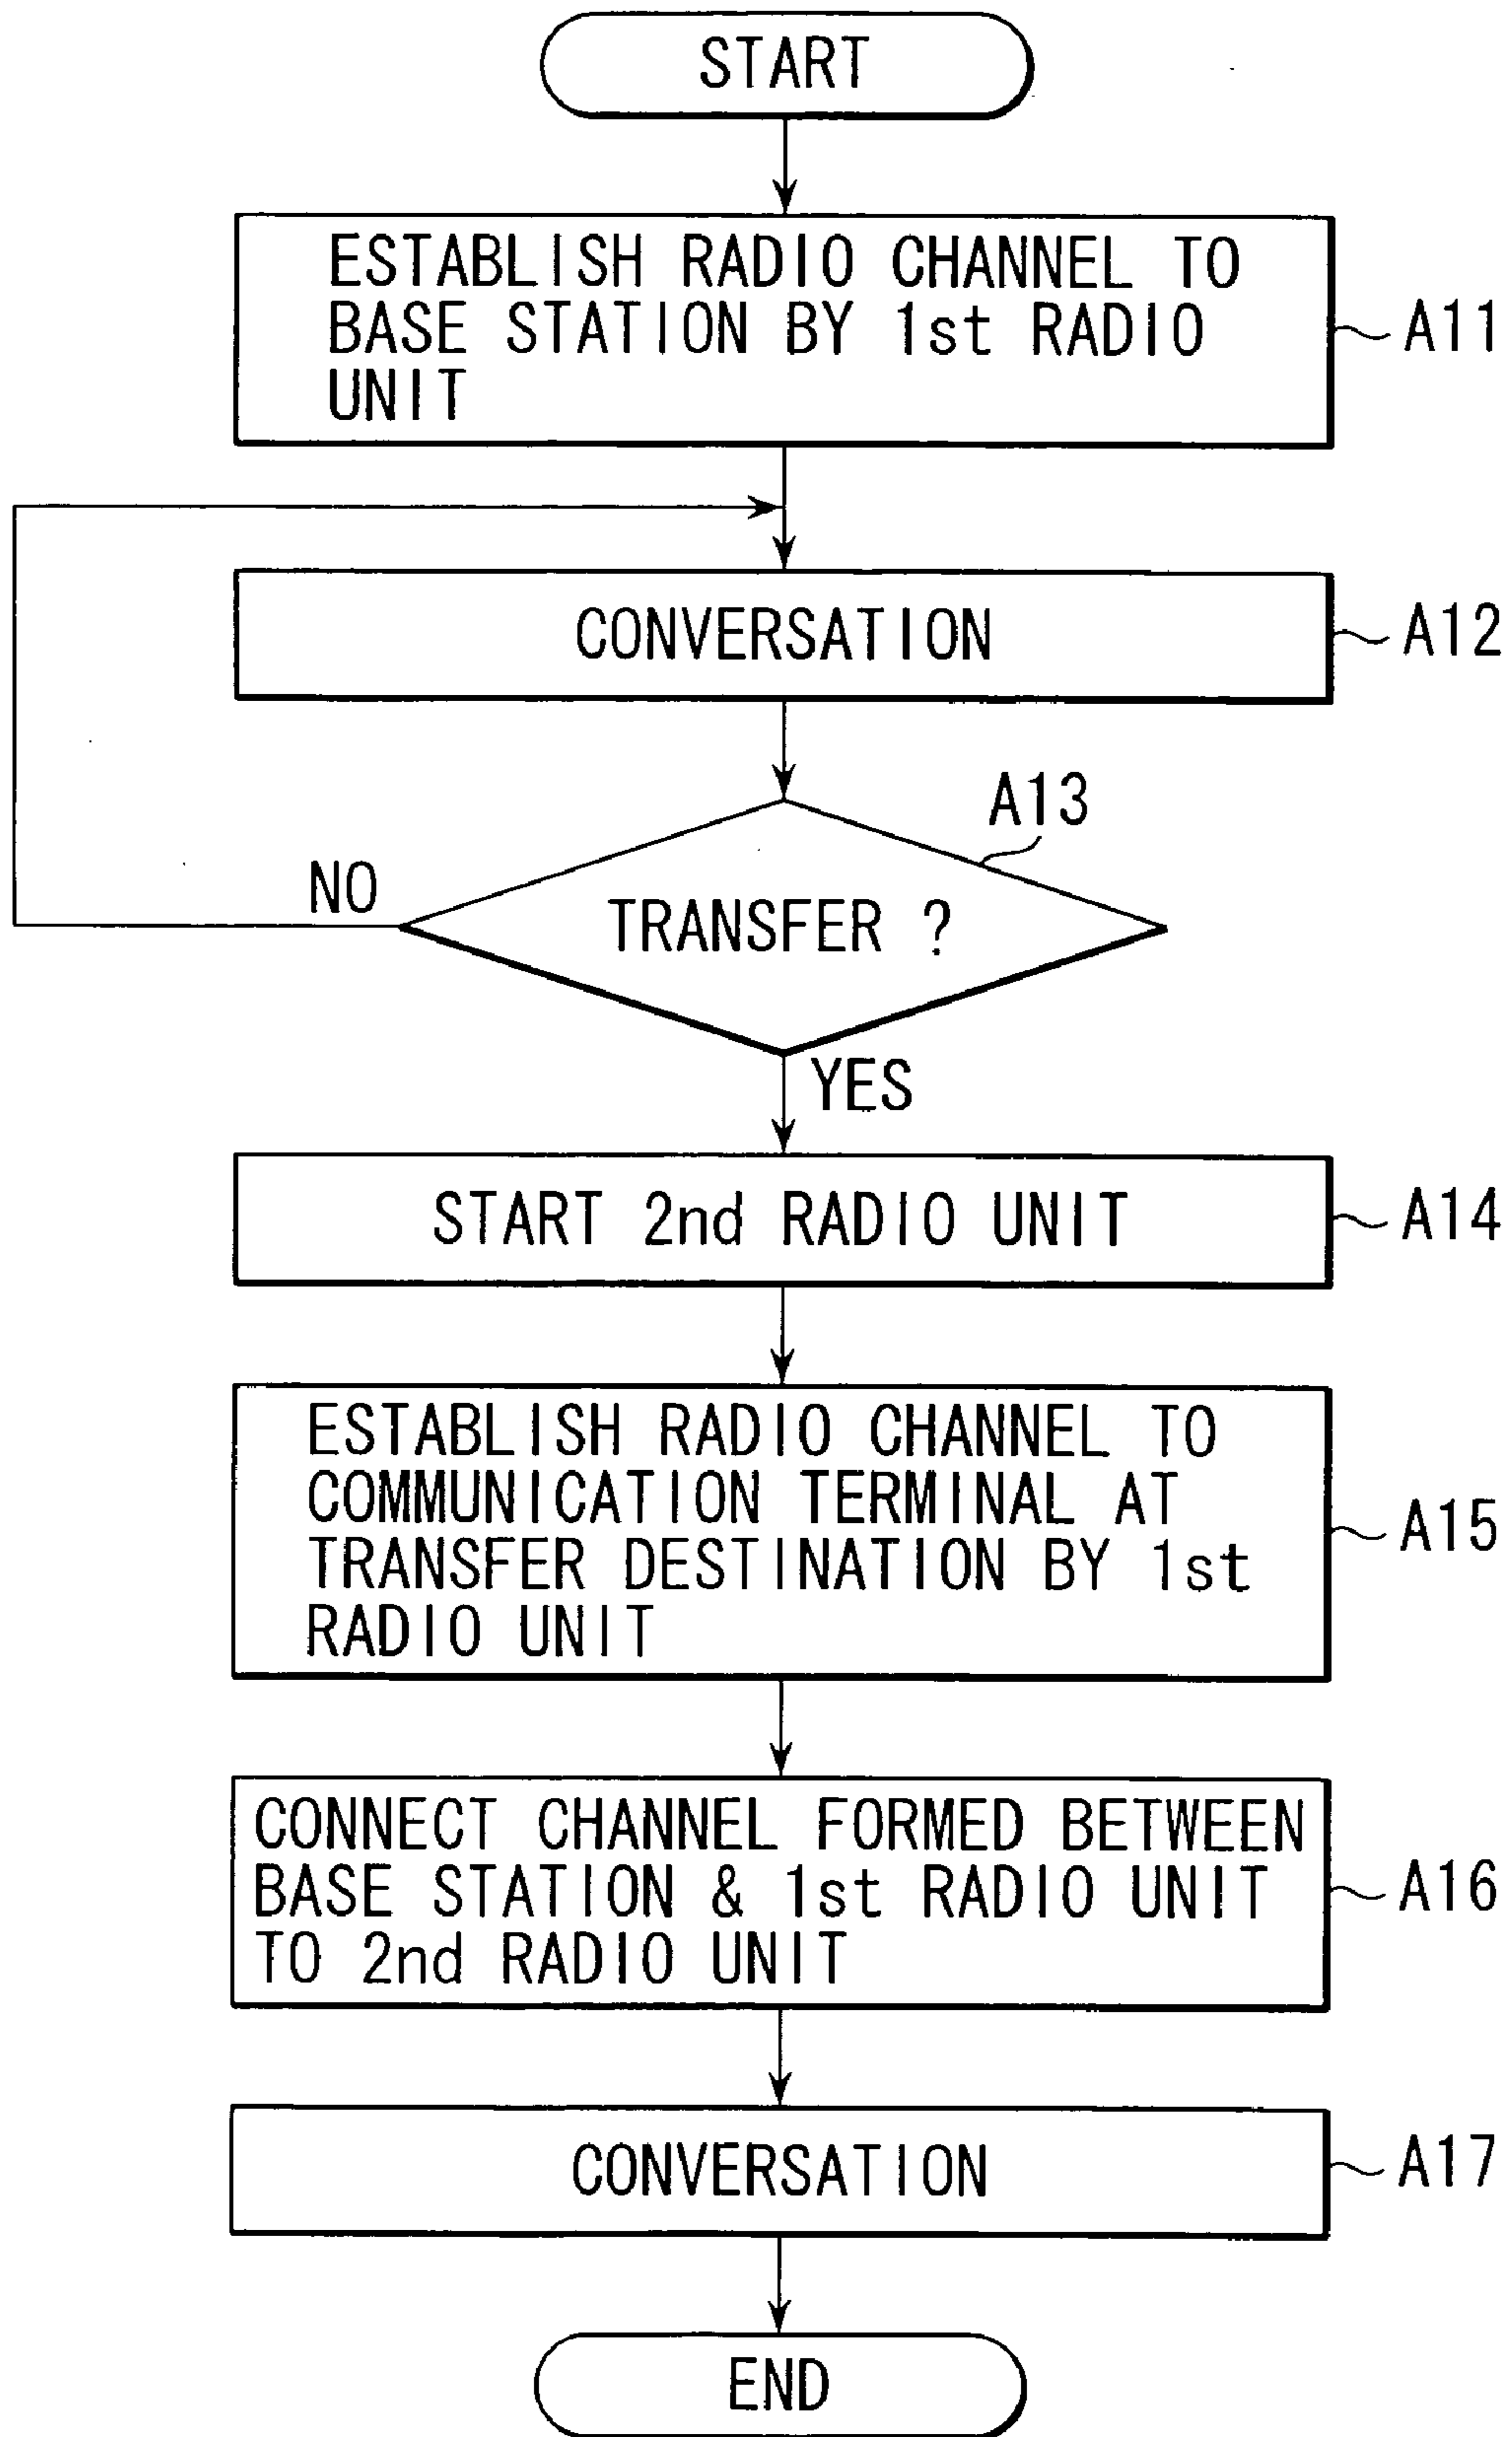 START
ESTABLISH RADIO CHANNEL TO
BASE STATION BY 1st RADIO
UNIT
A11
CONVERSATION
A12
A13
NO
TRANSFER ?
YES
START 2nd RADIO UNIT
A14
ESTABLISH RADIO CHANNEL TO
COMMUNICATION TERMINAL AT
TRANSFER DESTINATION BY 1st
RADIO UNIT
A15
CONNECT CHANNEL FORMED BETWEEN
BASE STATION & 1st RADIO UNIT
TO 2nd RADIO UNIT
A16
CONVERSATION
A17
END